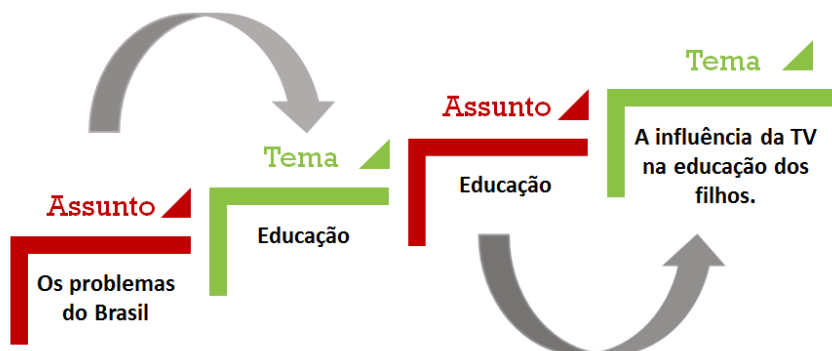 Assunto
Os problemas
do Brasil
Tema
Educação
Assunto
Educação
Tema
A influência da TV
na educação dos
filhos.